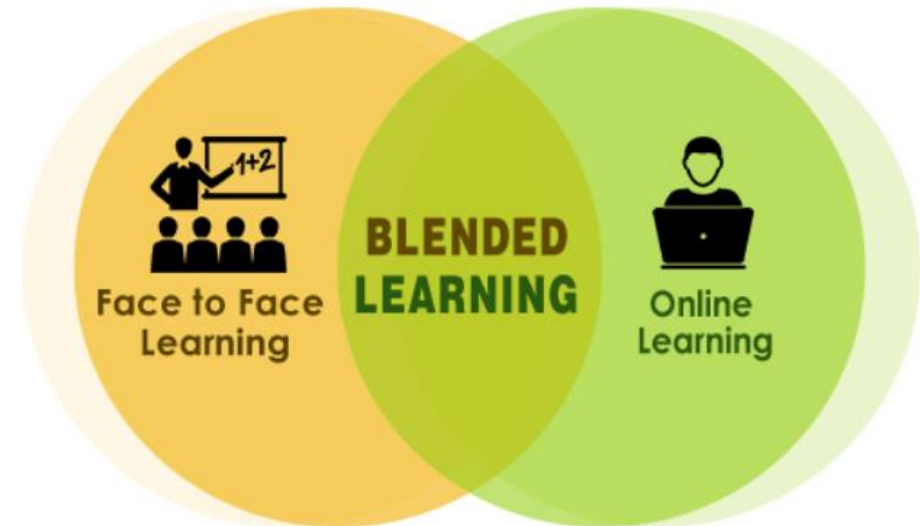 1+2
Face to Face
Learning
BLENDED
LEARNING
Online
Learning